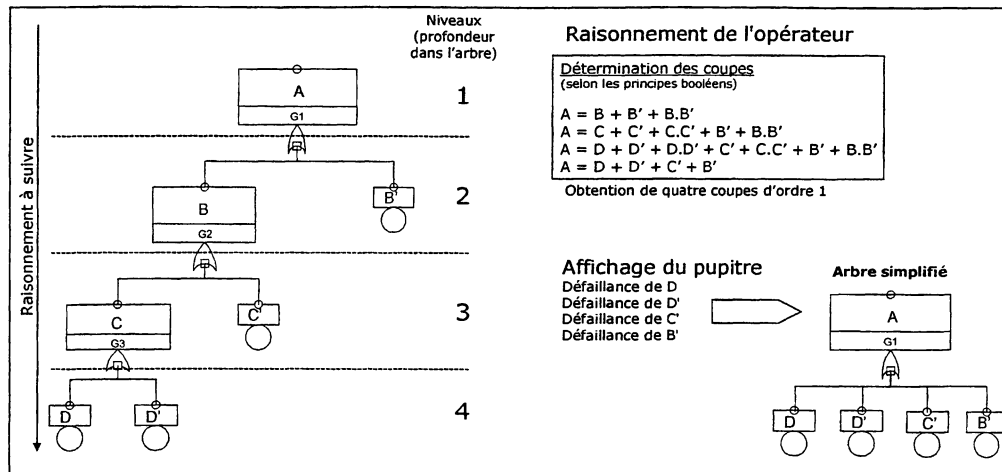 Raisonnement à suivre
Niveaux
(profondeur
dans l'arbre)
A
G1
1
B
G2
B'
2
C
G3
C'
3
D
D'
4
Raisonnement de l'opérateur
Détermination des coupes
(selon les principes booléens)
A = B + B' + B.B'
A = C + C' + C.C' + B' + B.B'
A = D + D' + D.D' + C' + C.C' + B' + B.B'
A = D + D' + C' + B'
Obtention de quatre coupes d'ordre 1
Affichage du pupitre
Défaillance de D
Défaillance de D'
Défaillance de C'
Défaillance de B'
Arbre simplifié
A
G1
D
D'
C'
B'